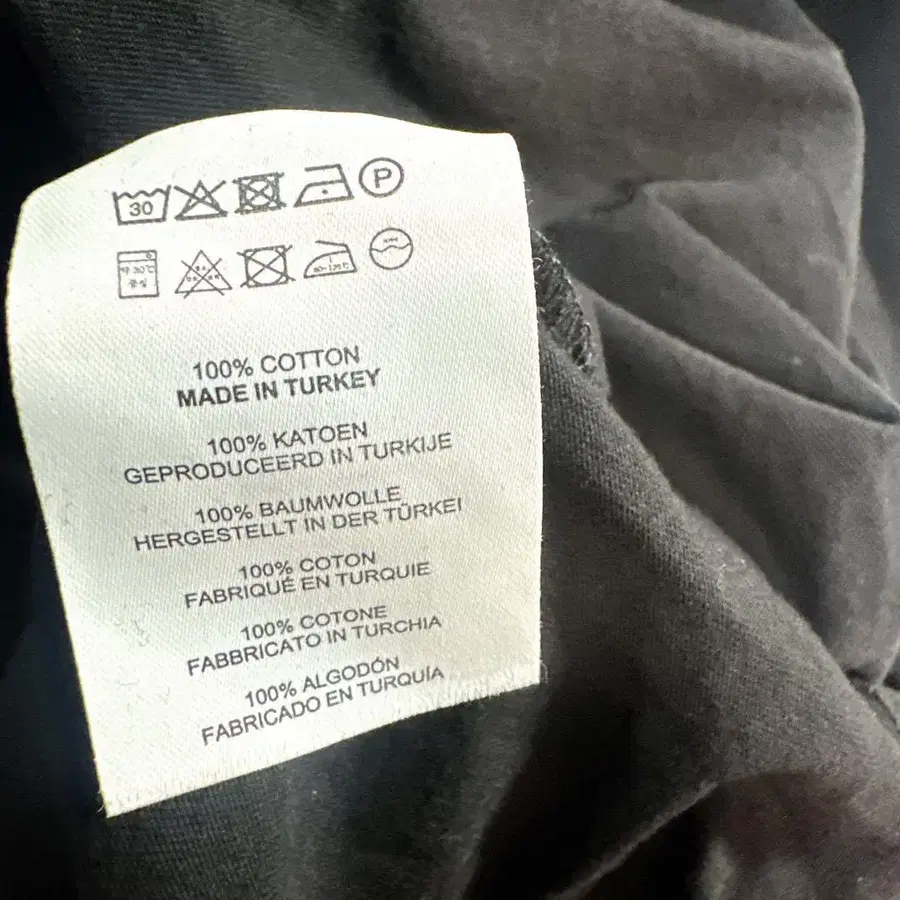 30
P
100% COTTON
MADE IN TURKEY
100% KATOEN
GEPRODUCEERD IN TURKIJE
100% BAUMWOLLE
HERGESTELLT IN DER TÜRKEI
100% COTON
FABRIQUÉ EN TURQUIE
100% COTONE
FABBRICATO IN TURCHIA
100% ALGODÓN
FABRICADO EN TURQUÍA